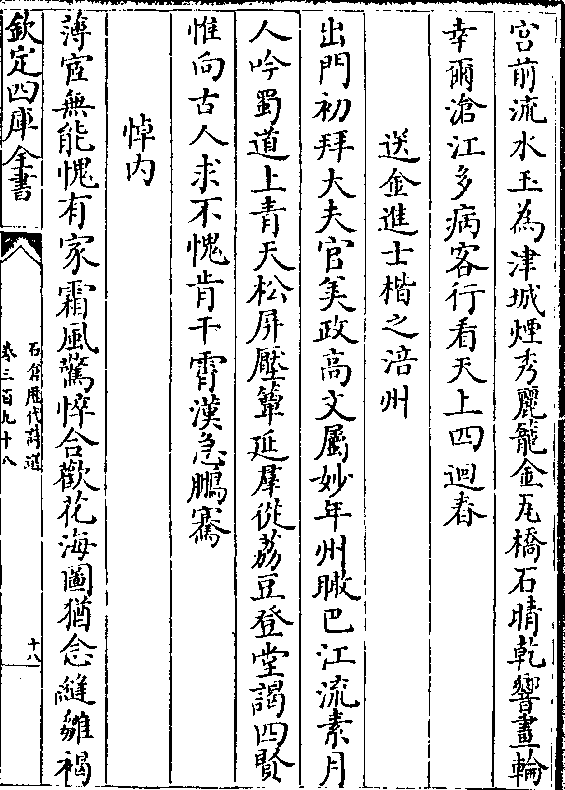 宮前流水玉為津城煙秀麗籠金瓦橋石晴乾響畫輪
幸爾滄江多病客行看天上四迴春
送金進士楷之涪州
出門初拜大夫官美政高文屬妙年州瞰巴江流素月
人吟蜀道上青天松屏壓簟延羣從荔豆登堂謁四賢
惟向古人求不愧肯干霄漢急鵬騫
悼内
薄宦無能愧有家霜風驚悴合歡花海圖猶念縫雛褐
欽定四庫全書
石倉歷代詩選
卷三百九十八
十八